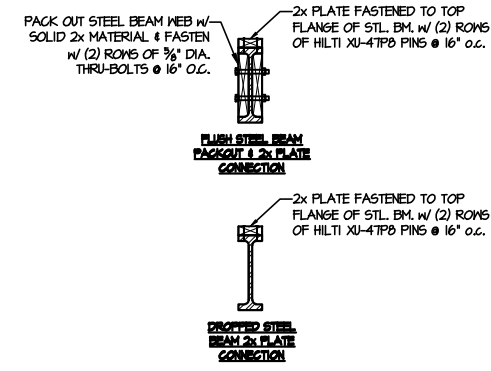 PACK OUT STEEL BEAM WEB W/
SOLID 2x MATERIAL & FASTEN
W/ (2) ROWS OF 5/8" DIA.
THRU-BOLTS @ 16" O.C.
2x PLATE FASTENED TO TOP
FLANGE OF STL. BM. W/ (2) ROWS
OF HILTI XU-47P8 PINS @ 16" O.C.
FLUSH STEEL BEAM
PACKOUT & 2x PLATE
CONNECTION
2x PLATE FASTENED TO TOP
FLANGE OF STL. BM. W/ (2) ROWS
OF HILTI XU-47P8 PINS @ 16" O.C.
DROPPED STEEL
BEAM 2x PLATE
CONNECTION